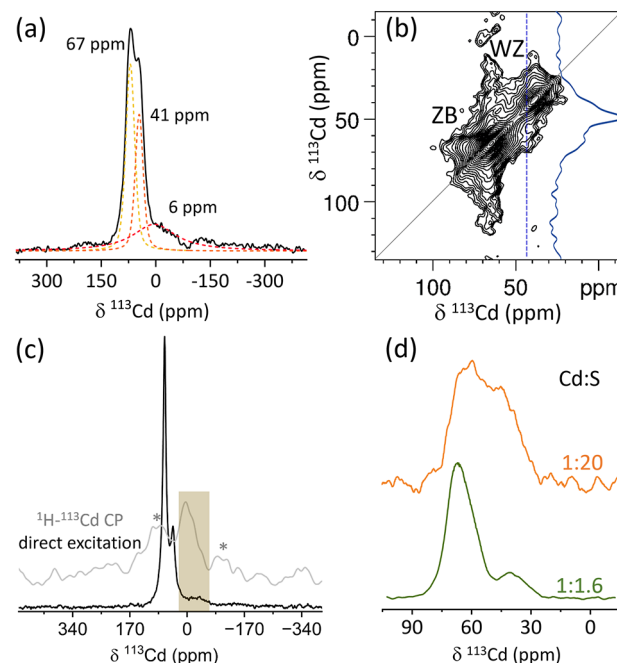 (a)
67 ppm
41 ppm
6 ppm
300 150 0 -150 -300
δ ¹¹³Cd (ppm)
(b)
WZ
ZB
0
50
100
δ ¹¹³Cd (ppm)
100 50 ppm
δ ¹¹³Cd (ppm)
(c)
¹H-¹¹³Cd CP
direct excitation
*
*
340 170 0 −170 −340
δ ¹¹³Cd (ppm)
(d)
Cd:S
1:20
1:1.6
90 60 30 0
δ ¹¹³Cd (ppm)